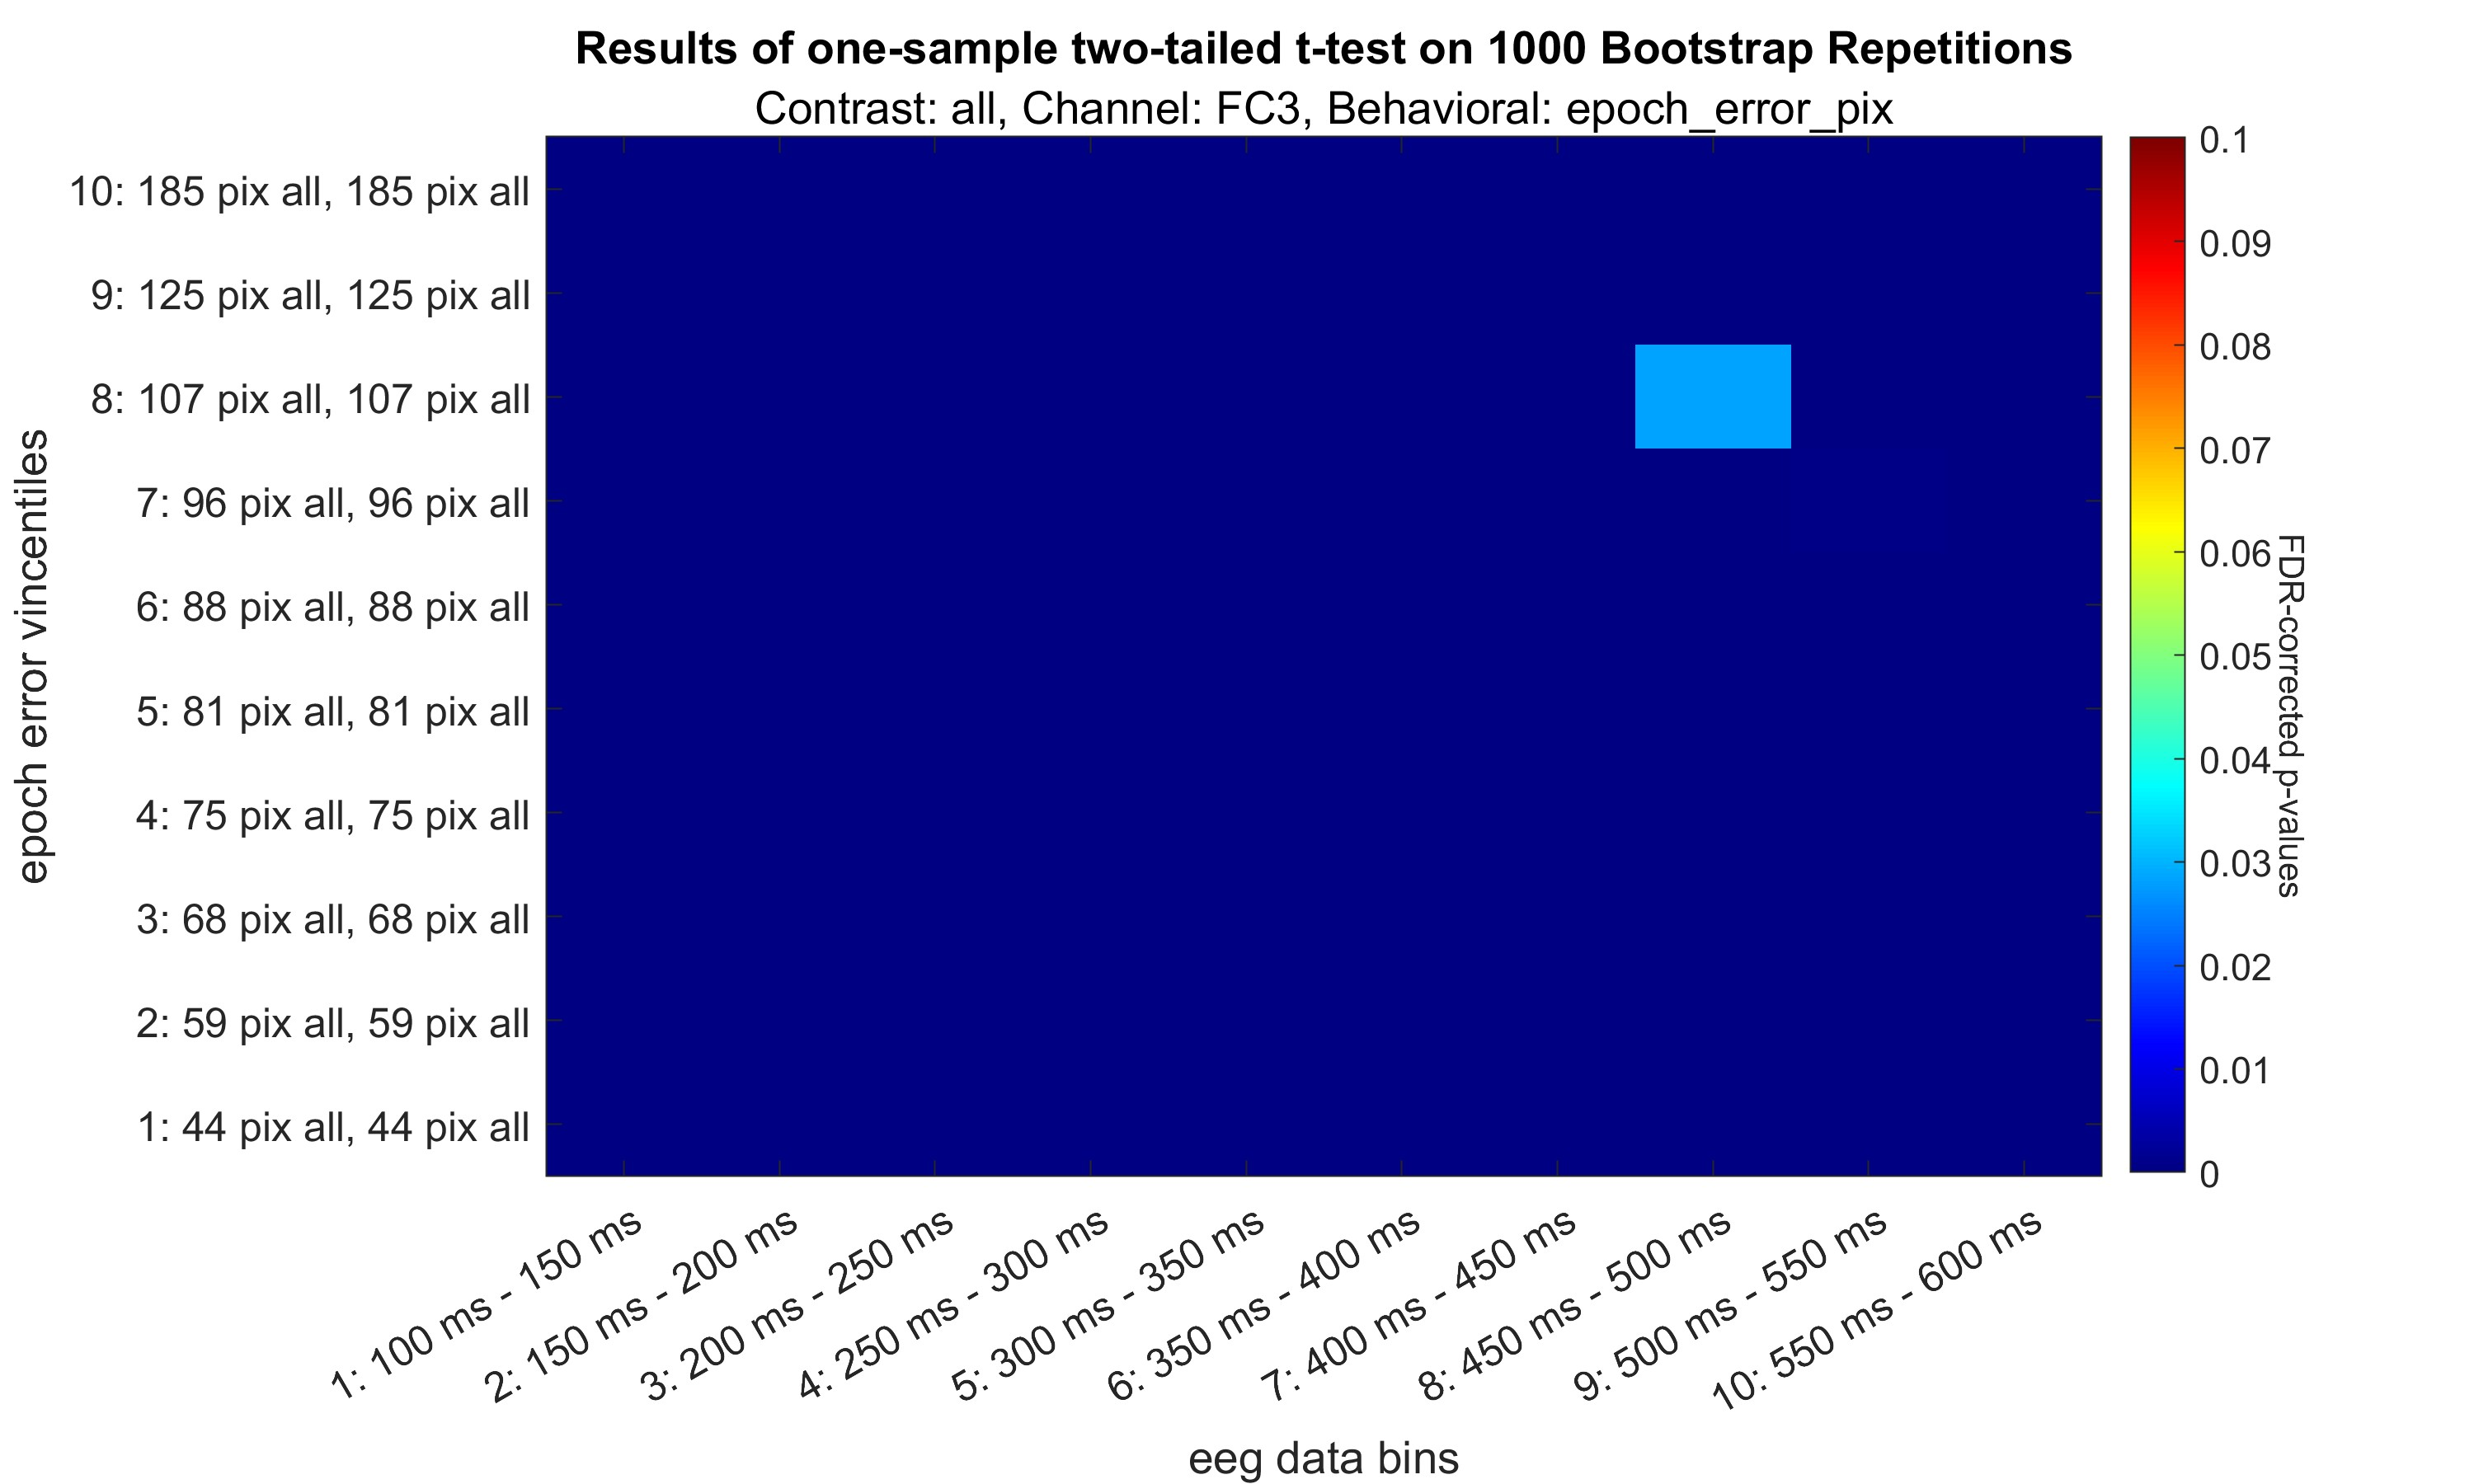 Results of one-sample two-tailed t-test on 1000 Bootstrap Repetitions
Contrast: all, Channel: FC3, Behavioral: epoch_error_pix
epoch error vincentiles
10: 185 pix all, 185 pix all
9: 125 pix all, 125 pix all
8: 107 pix all, 107 pix all
7: 96 pix all, 96 pix all
6: 88 pix all, 88 pix all
5: 81 pix all, 81 pix all
4: 75 pix all, 75 pix all
3: 68 pix all, 68 pix all
2: 59 pix all, 59 pix all
1: 44 pix all, 44 pix all
1: 100 ms - 150 ms
2: 150 ms - 200 ms
3: 200 ms - 250 ms
4: 250 ms - 300 ms
5: 300 ms - 350 ms
6: 350 ms - 400 ms
7: 400 ms - 450 ms
8: 450 ms - 500 ms
9: 500 ms - 550 ms
10: 550 ms - 600 ms
eeg data bins
0.1
0.09
0.08
0.07
0.06
0.05
0.04
0.03
0.02
0.01
0
FDR-corrected p-values